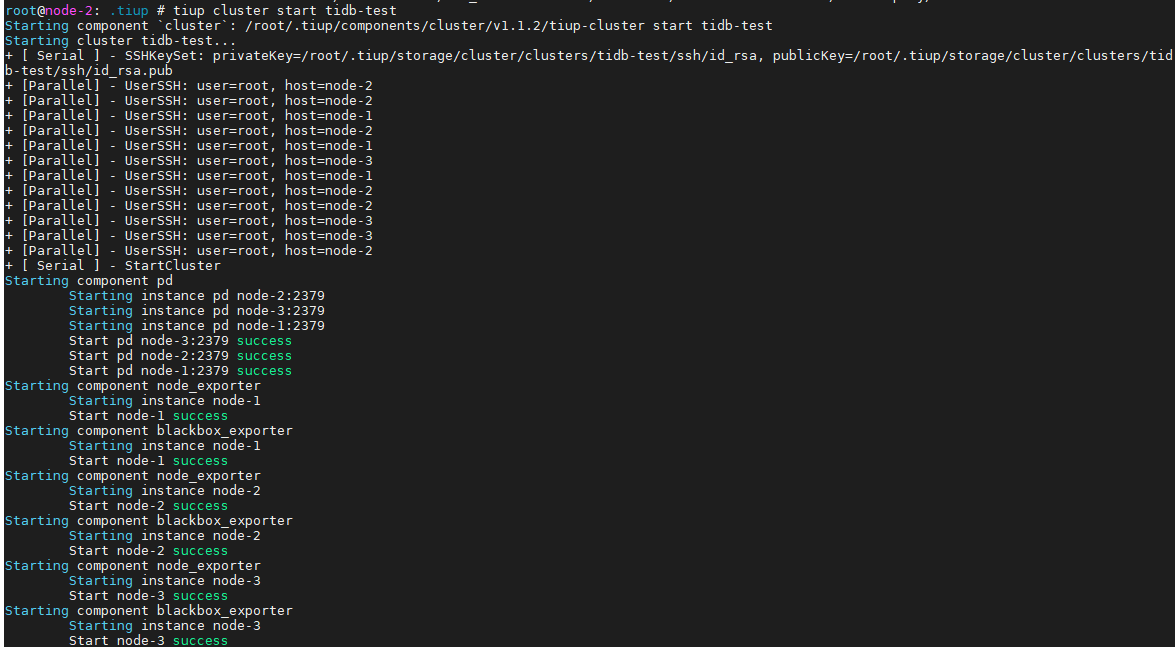 root@node-2: .tiup # tiup cluster start tidb-test
Starting component `cluster`: /root/.tiup/components/cluster/v1.1.2/tiup-cluster start tidb-test
Starting cluster tidb-test...
+ [ Serial ] - SSHKeySet: privateKey=/root/.tiup/storage/cluster/clusters/tidb-test/ssh/id_rsa, publicKey=/root/.tiup/storage/cluster/clusters/tid
b-test/ssh/id_rsa.pub
+ [Parallel] - UserSSH: user=root, host=node-2
+ [Parallel] - UserSSH: user=root, host=node-2
+ [Parallel] - UserSSH: user=root, host=node-1
+ [Parallel] - UserSSH: user=root, host=node-2
+ [Parallel] - UserSSH: user=root, host=node-1
+ [Parallel] - UserSSH: user=root, host=node-3
+ [Parallel] - UserSSH: user=root, host=node-1
+ [Parallel] - UserSSH: user=root, host=node-2
+ [Parallel] - UserSSH: user=root, host=node-2
+ [Parallel] - UserSSH: user=root, host=node-3
+ [Parallel] - UserSSH: user=root, host=node-3
+ [Parallel] - UserSSH: user=root, host=node-2
+ [ Serial ] - StartCluster
Starting component pd
        Starting instance pd node-2:2379
        Starting instance pd node-3:2379
        Starting instance pd node-1:2379
        Start pd node-3:2379 success
        Start pd node-2:2379 success
        Start pd node-1:2379 success
Starting component node_exporter
        Starting instance node-1
        Start node-1 success
Starting component blackbox_exporter
        Starting instance node-1
        Start node-1 success
Starting component node_exporter
        Starting instance node-2
        Start node-2 success
Starting component blackbox_exporter
        Starting instance node-2
        Start node-2 success
Starting component node_exporter
        Starting instance node-3
        Start node-3 success
Starting component blackbox_exporter
        Starting instance node-3
        Start node-3 success